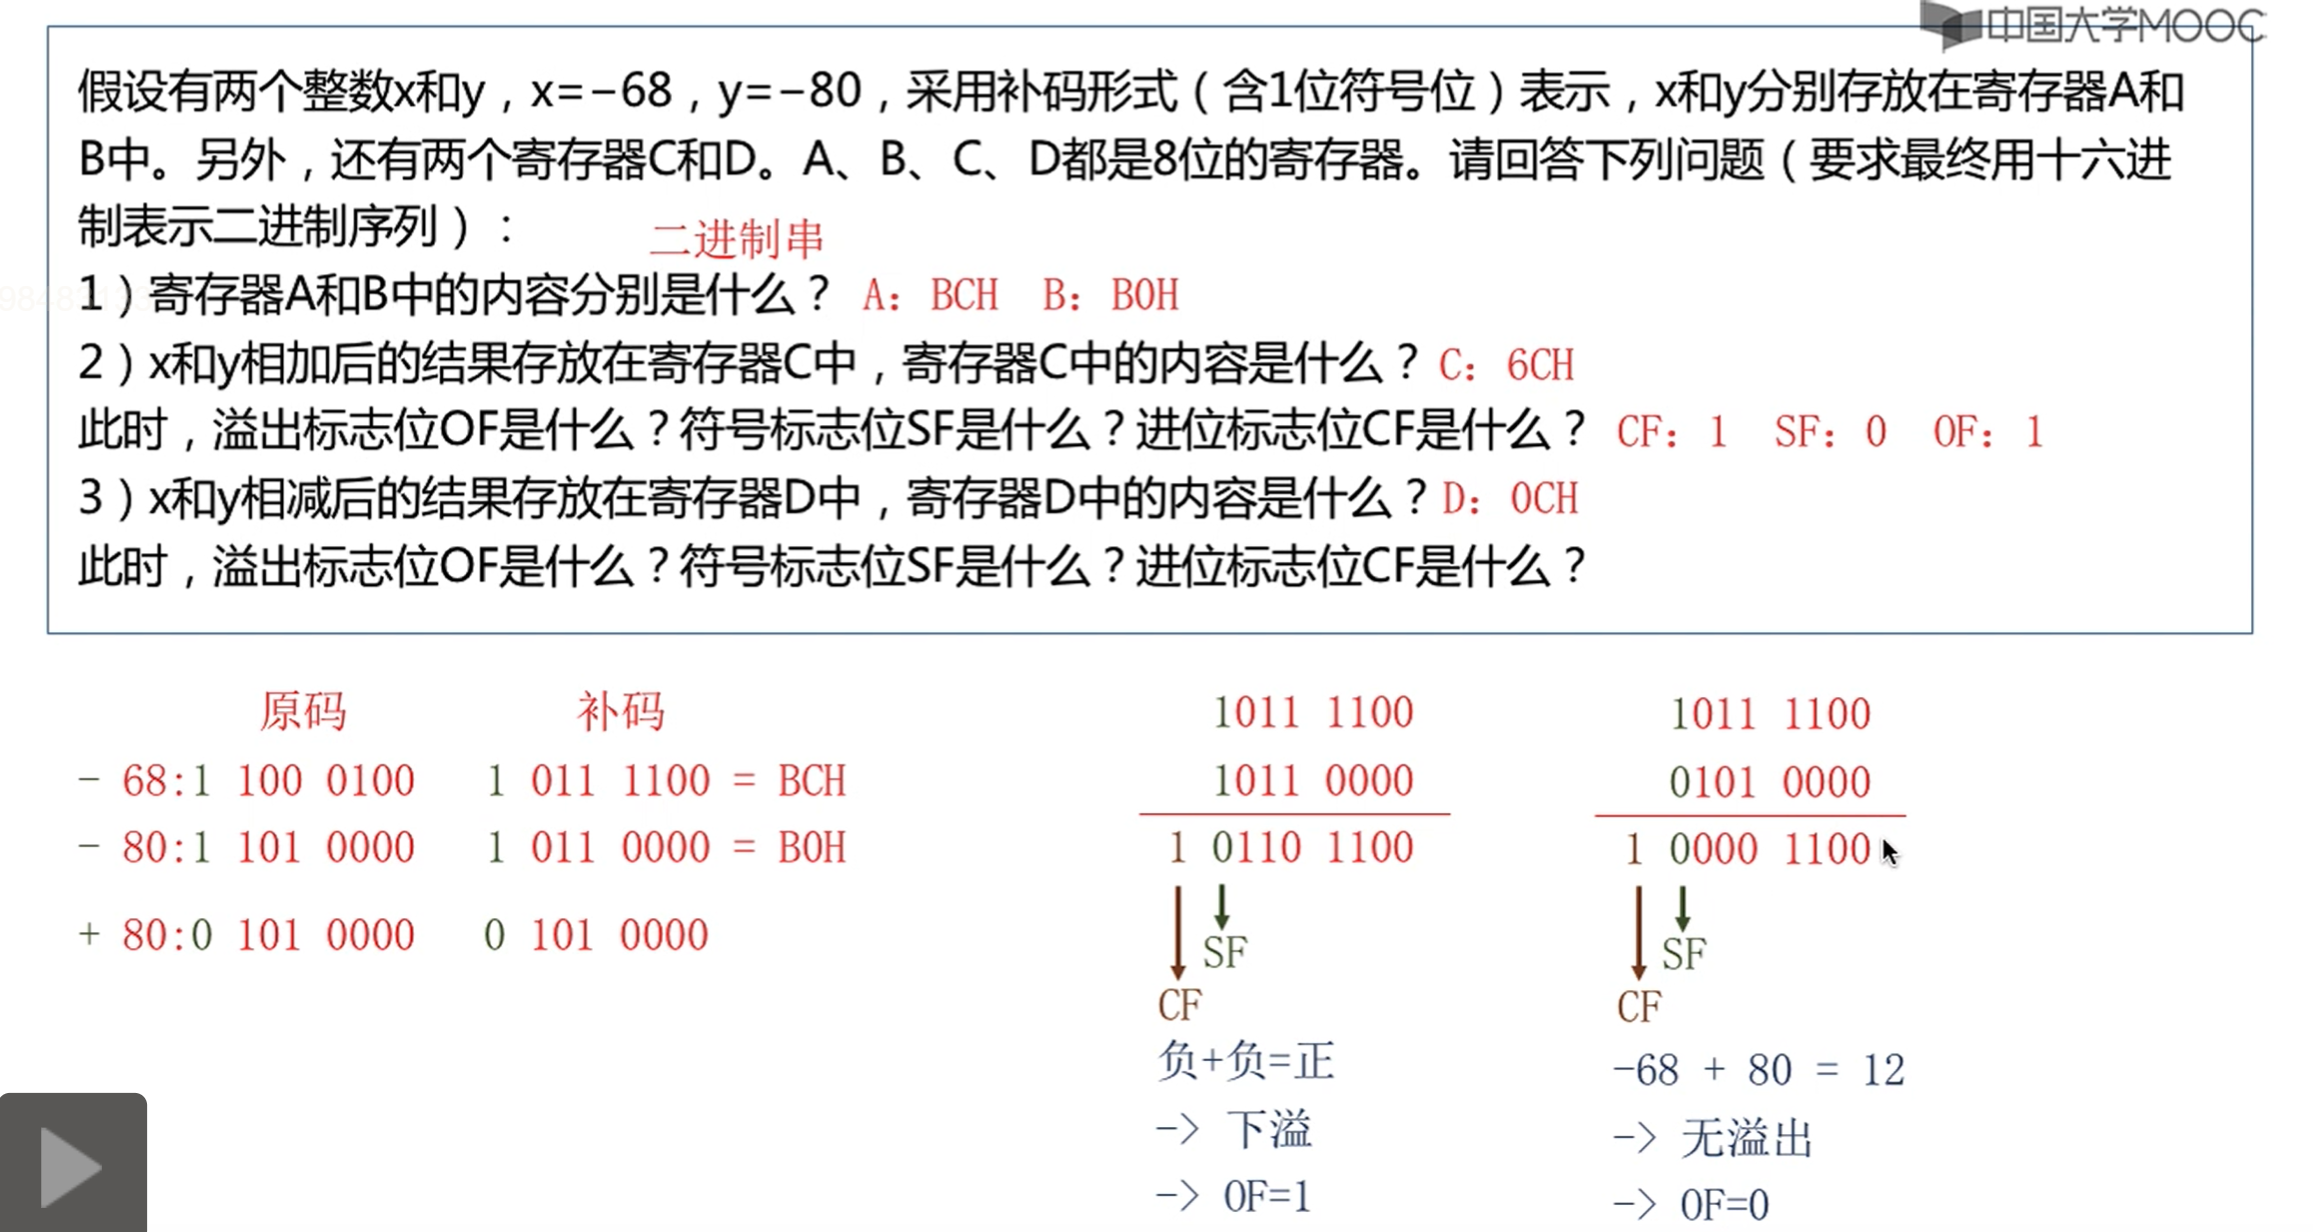 中国大学MOOC
假设有两个整数x和y，x=−68，y=−80，采用补码形式（含1位符号位）表示，x和y分别存放在寄存器A和
B中。另外，还有两个寄存器C和D。A、B、C、D都是8位的寄存器。请回答下列问题（要求最终用十六进
制表示二进制序列）：
二进制串
1）寄存器A和B中的内容分别是什么？ A: BCH B: B0H
2）x和y相加后的结果存放在寄存器C中，寄存器C中的内容是什么？ C: 6CH
此时，溢出标志位OF是什么？符号标志位SF是什么？进位标志位CF是什么？ CF: 1 SF: 0 OF: 1
3）x和y相减后的结果存放在寄存器D中，寄存器D中的内容是什么？ D: 0CH
此时，溢出标志位OF是什么？符号标志位SF是什么？进位标志位CF是什么？
原码 补码
- 68:1 100 0100 1 011 1100 = BCH
- 80:1 101 0000 1 011 0000 = B0H
+ 80:0 101 0000 0 101 0000
1011 1100
1011 0000
1 0110 1100
SF
CF
负+负=正
-> 下溢
-> OF=1
1011 1100
0101 0000
1 0000 1100
SF
CF
-68 + 80 = 12
-> 无溢出
-> OF=0